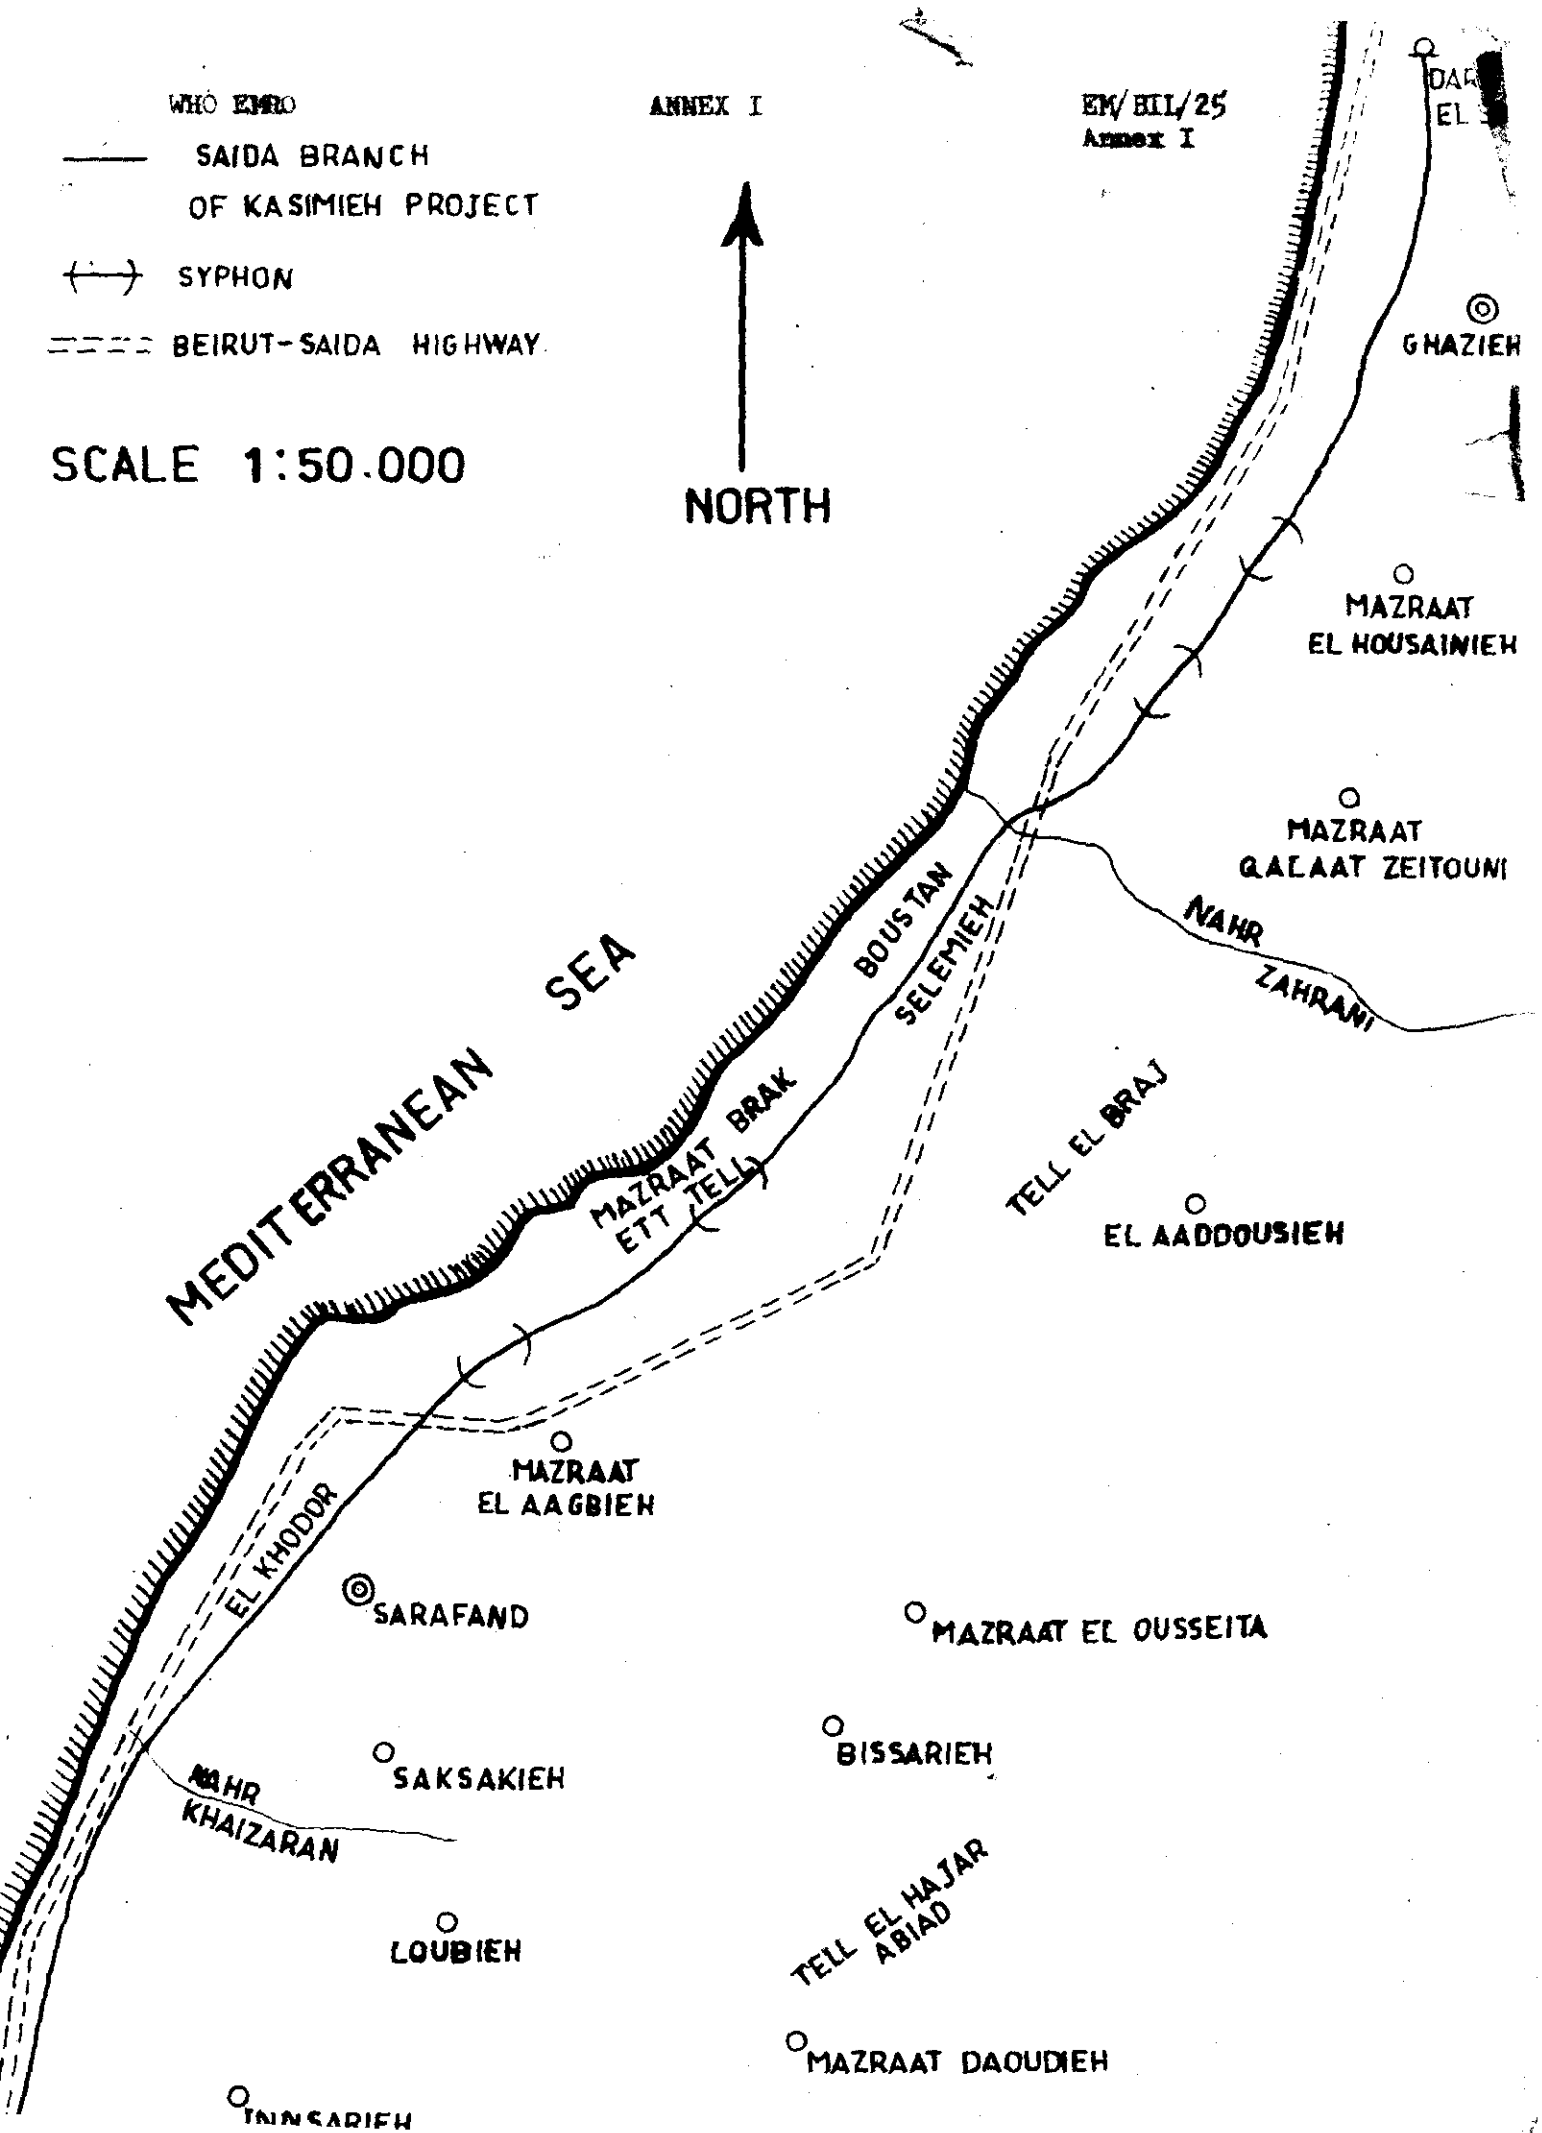 WHO EMRO
ANNEX I
EM/BIL/25
Annex I
SAIDA BRANCH
OF KASIMIEH PROJECT
SYPHON
BEIRUT-SAIDA HIGHWAY
SCALE 1:50.000
NORTH
EL
GHAZIEH
MAZRAAT
EL HOUSAINIEH
MAZRAAT
QALAAT ZEITOUNI
NAHR
ZAHRANI
BOUSTAN
SELEMIEH
MEDITERRANEAN SEA
MAZRAAT BRAK
ETT TELL
TELL EL BRAJ
EL AADDOUSIEH
MAZRAAT
EL AAGBIEH
EL KHODOR
SARAFAND
MAZRAAT EL OUSSEITA
BISSARIEH
SAKSAKIEH
NAHR
KHAIZARAN
LOUBIEH
TELL EL HAJAR
ABIAD
MAZRAAT DAOUDIEH
INNSARIEH